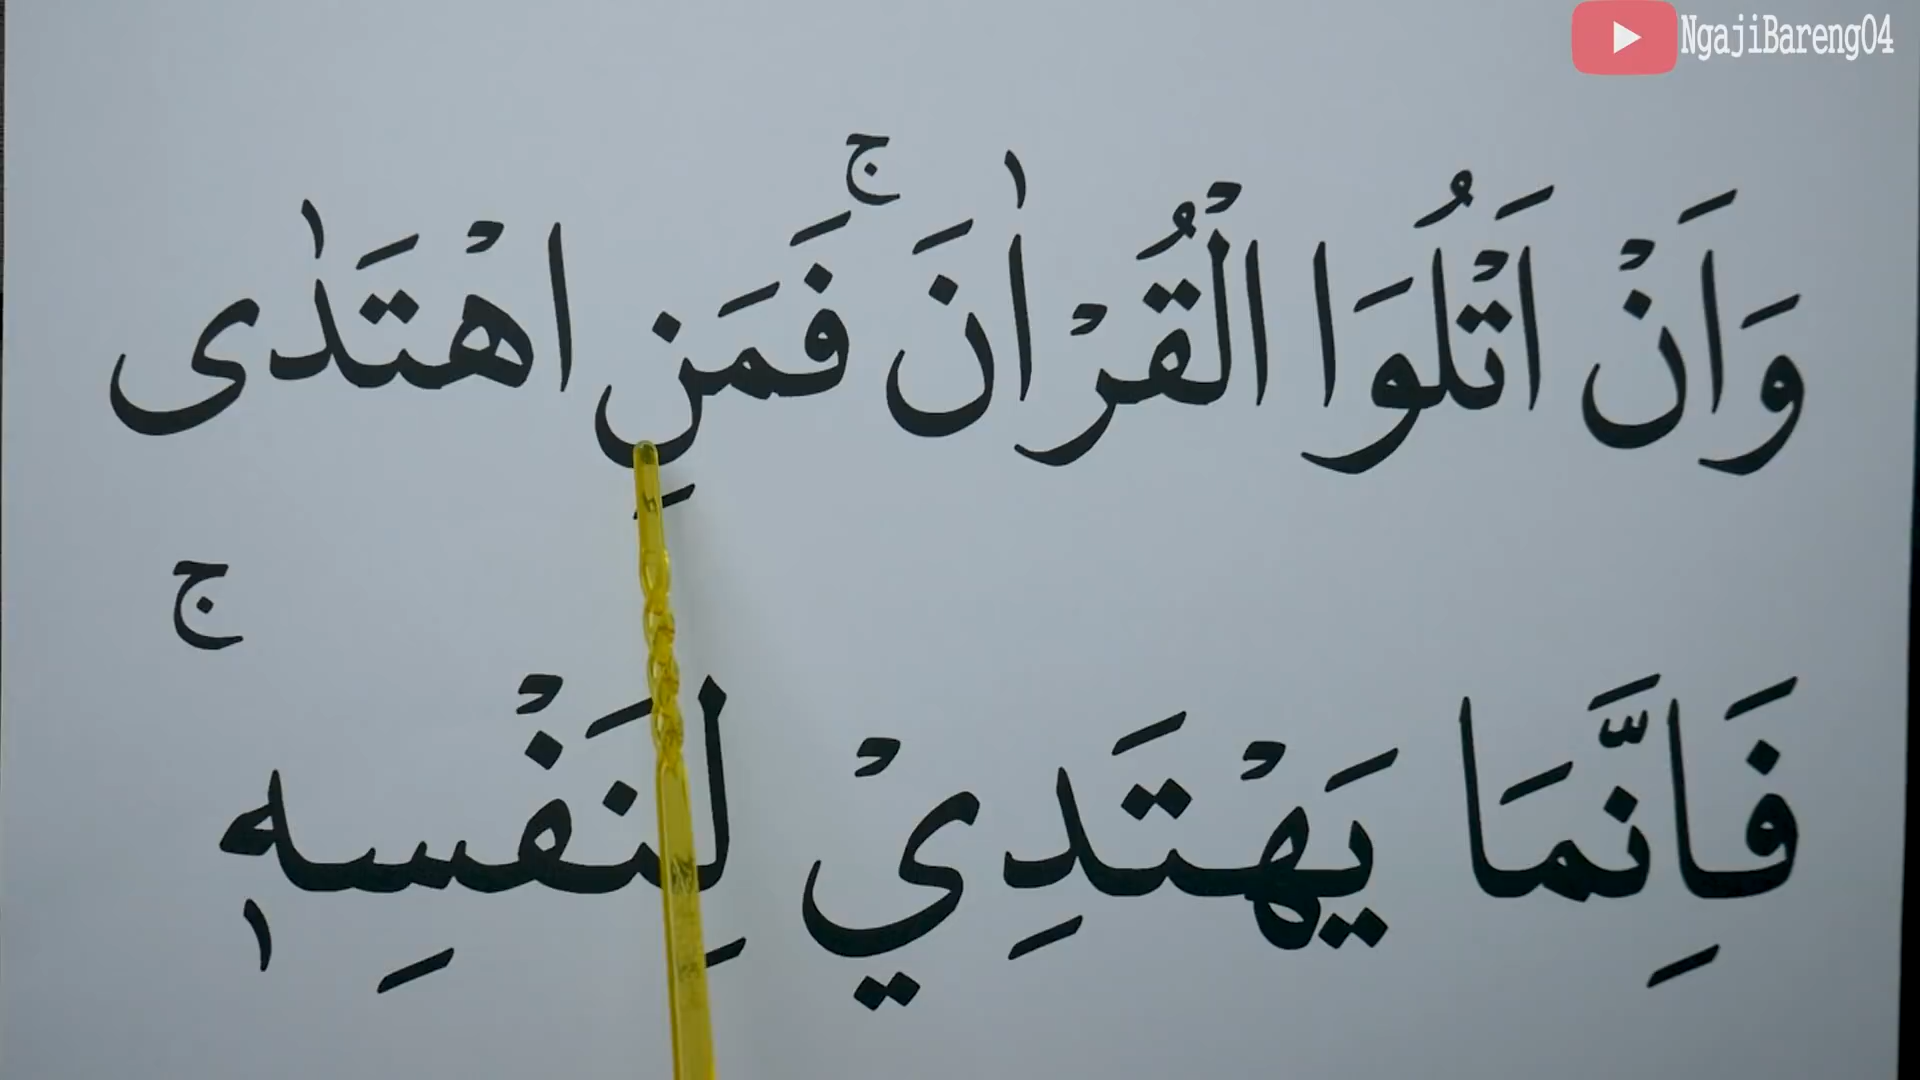 NgajiBareng04
وَاَنْ اَتْلُوَا الْقُرْاٰنَ ۚ فَمَنِ اهْتَدٰى
فَاِنَّمَا يَهْتَدِيْ لِنَفْسِهٖ ۚ